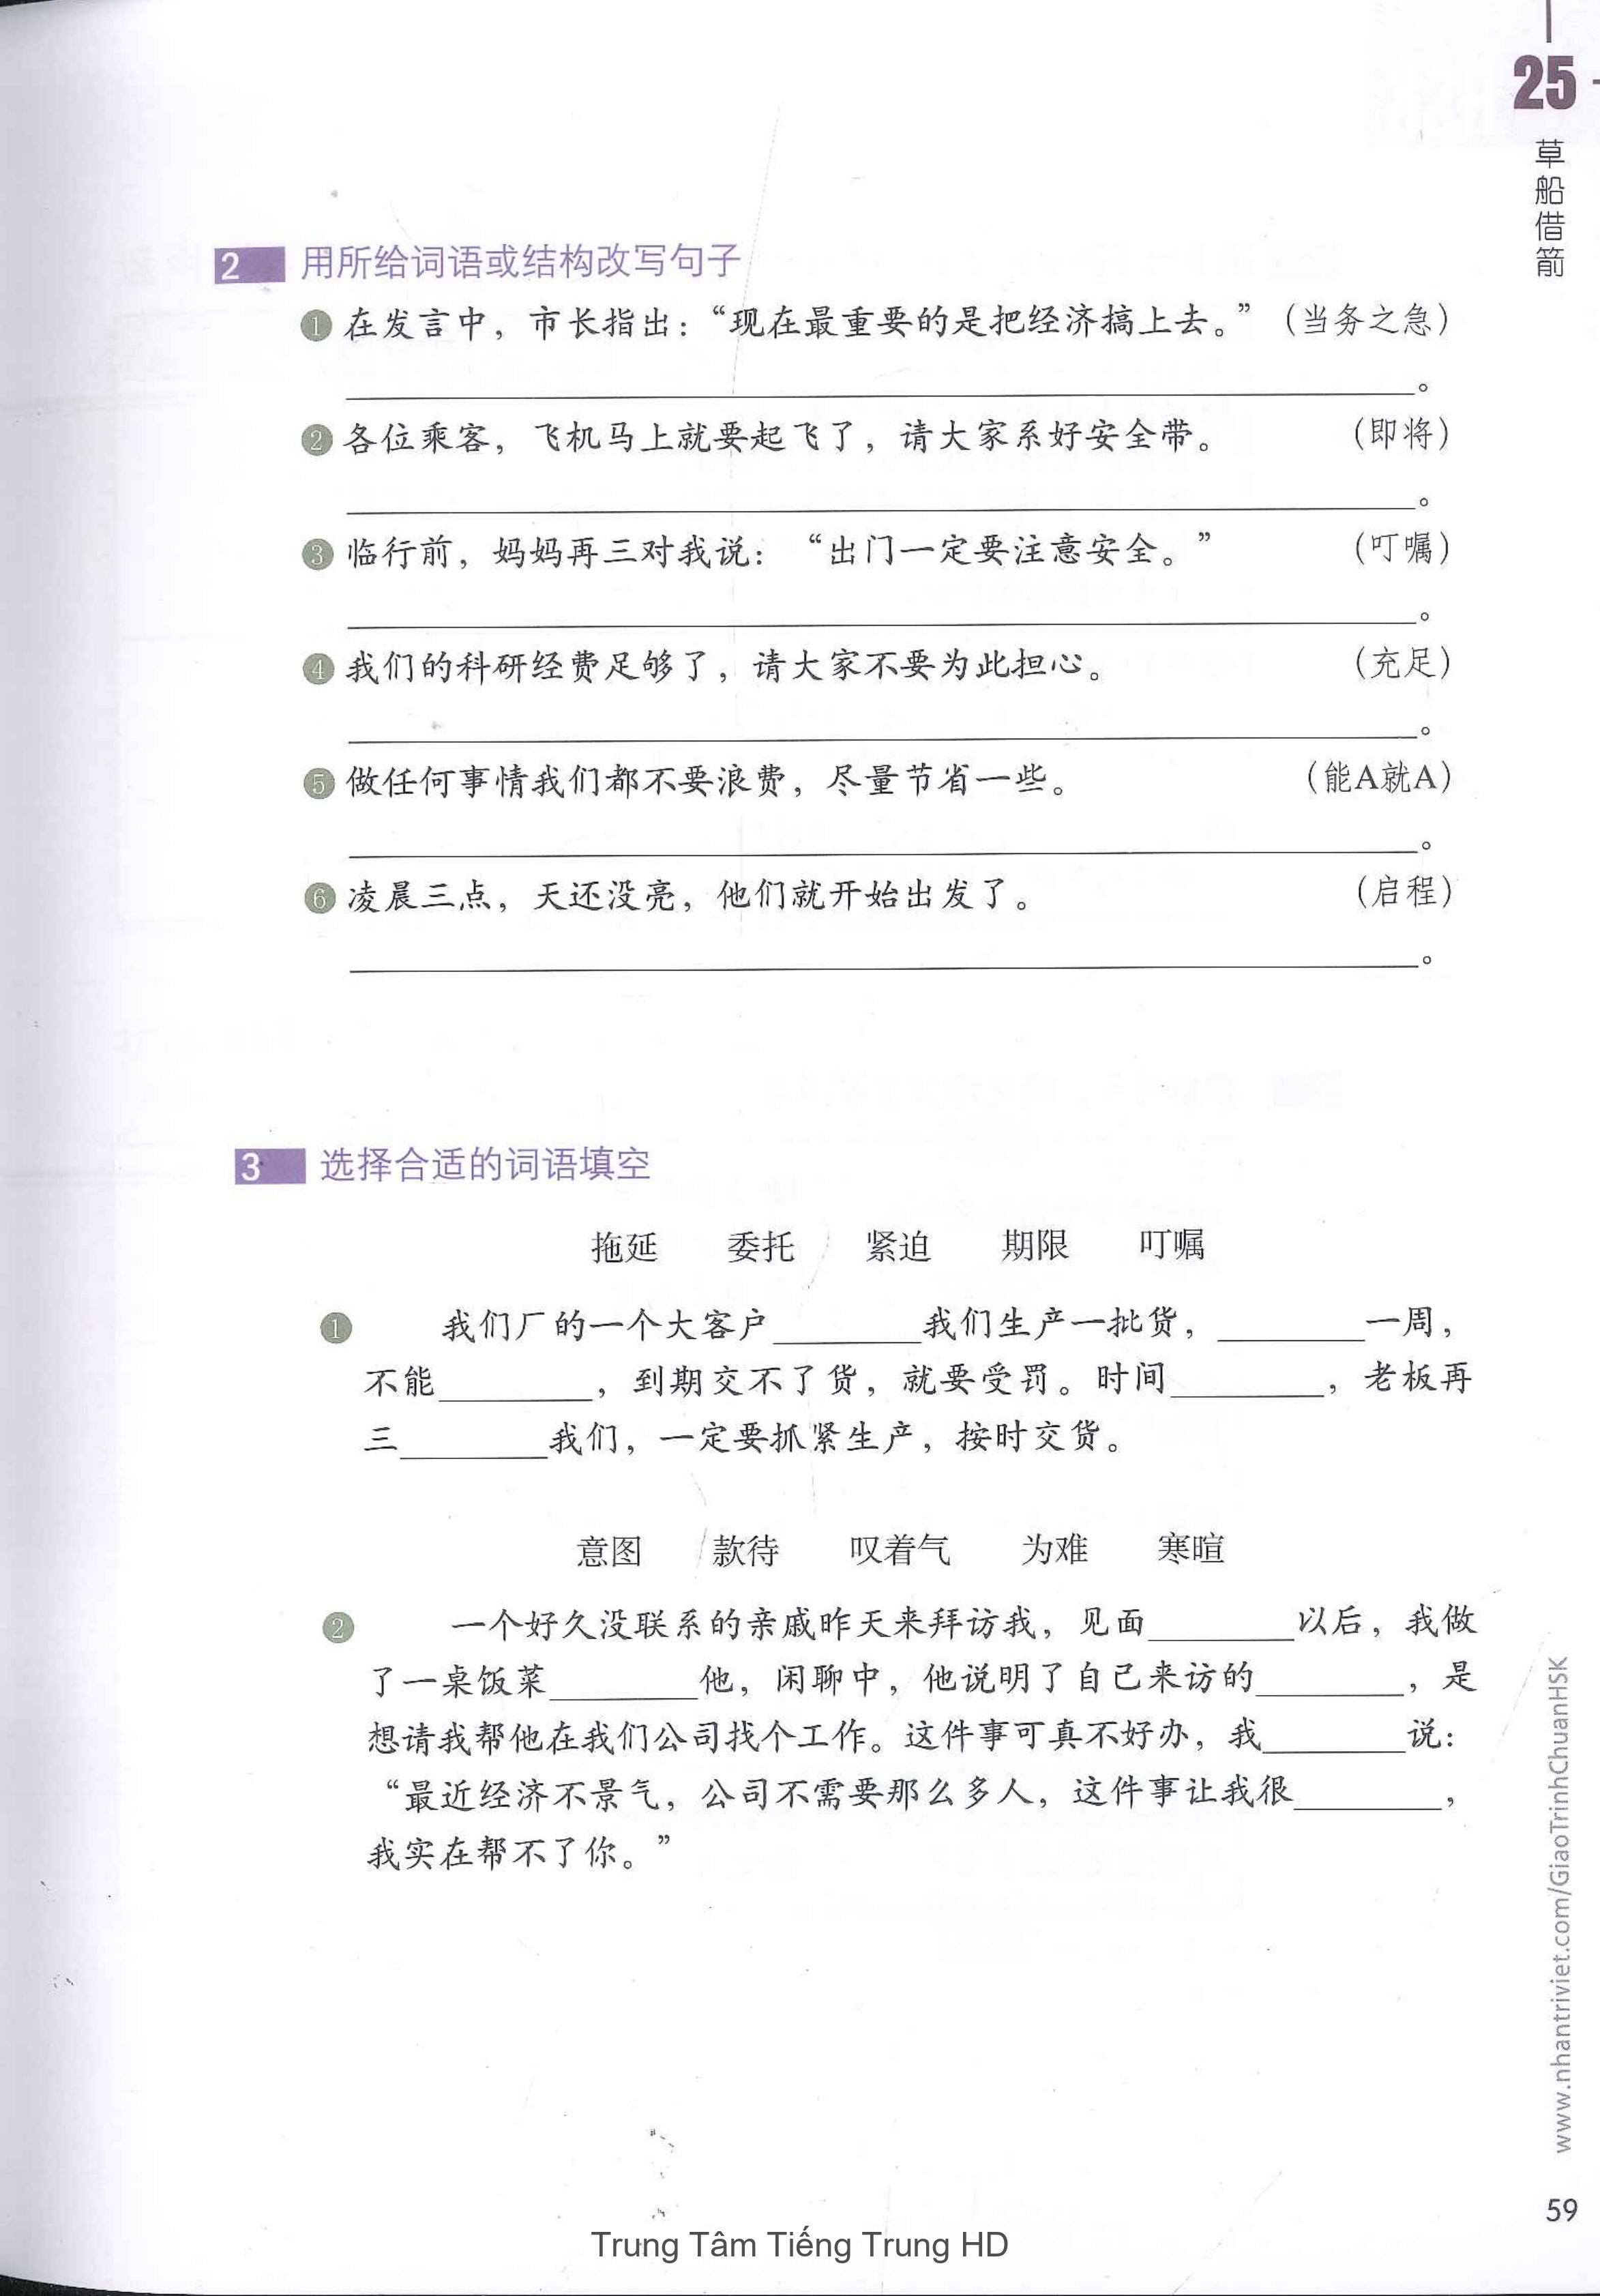 25
草船借箭
2 用所给词语或结构改写句子
1 在发言中，市长指出：“现在最重要的是把经济搞上去。”（当务之急）
。
2 各位乘客，飞机马上就要起飞了，请大家系好安全带。（即将）
。
3 临行前，妈妈再三对我说：“出门一定要注意安全。”（叮嘱）
。
4 我们的科研经费足够了，请大家不要为此担心。（充足）
。
5 做任何事情我们都不要浪费，尽量节省一些。（能A就A）
。
6 凌晨三点，天还没亮，他们就开始出发了。（启程）
。
3 选择合适的词语填空
拖延 委托 紧迫 期限 叮嘱
1 我们厂的一个大客户________我们生产一批货，________一周，
不能________，到期交不了货，就要受罚。时间________，老板再
三________我们，一定要抓紧生产，按时交货。
意图 款待 叹着气 为难 寒暄
2 一个好久没联系的亲戚昨天来拜访我，见面________以后，我做
了一桌饭菜________他，闲聊中，他说明了自己来访的________，是
想请我帮他在我们公司找个工作。这件事可真不好办，我________说：
“最近经济不景气，公司不需要那么多人，这件事让我很________，
我实在帮不了你。”
www.nhantriviet.com/GiaoTrinhChuanHSK
59
Trung Tâm Tiếng Trung HD